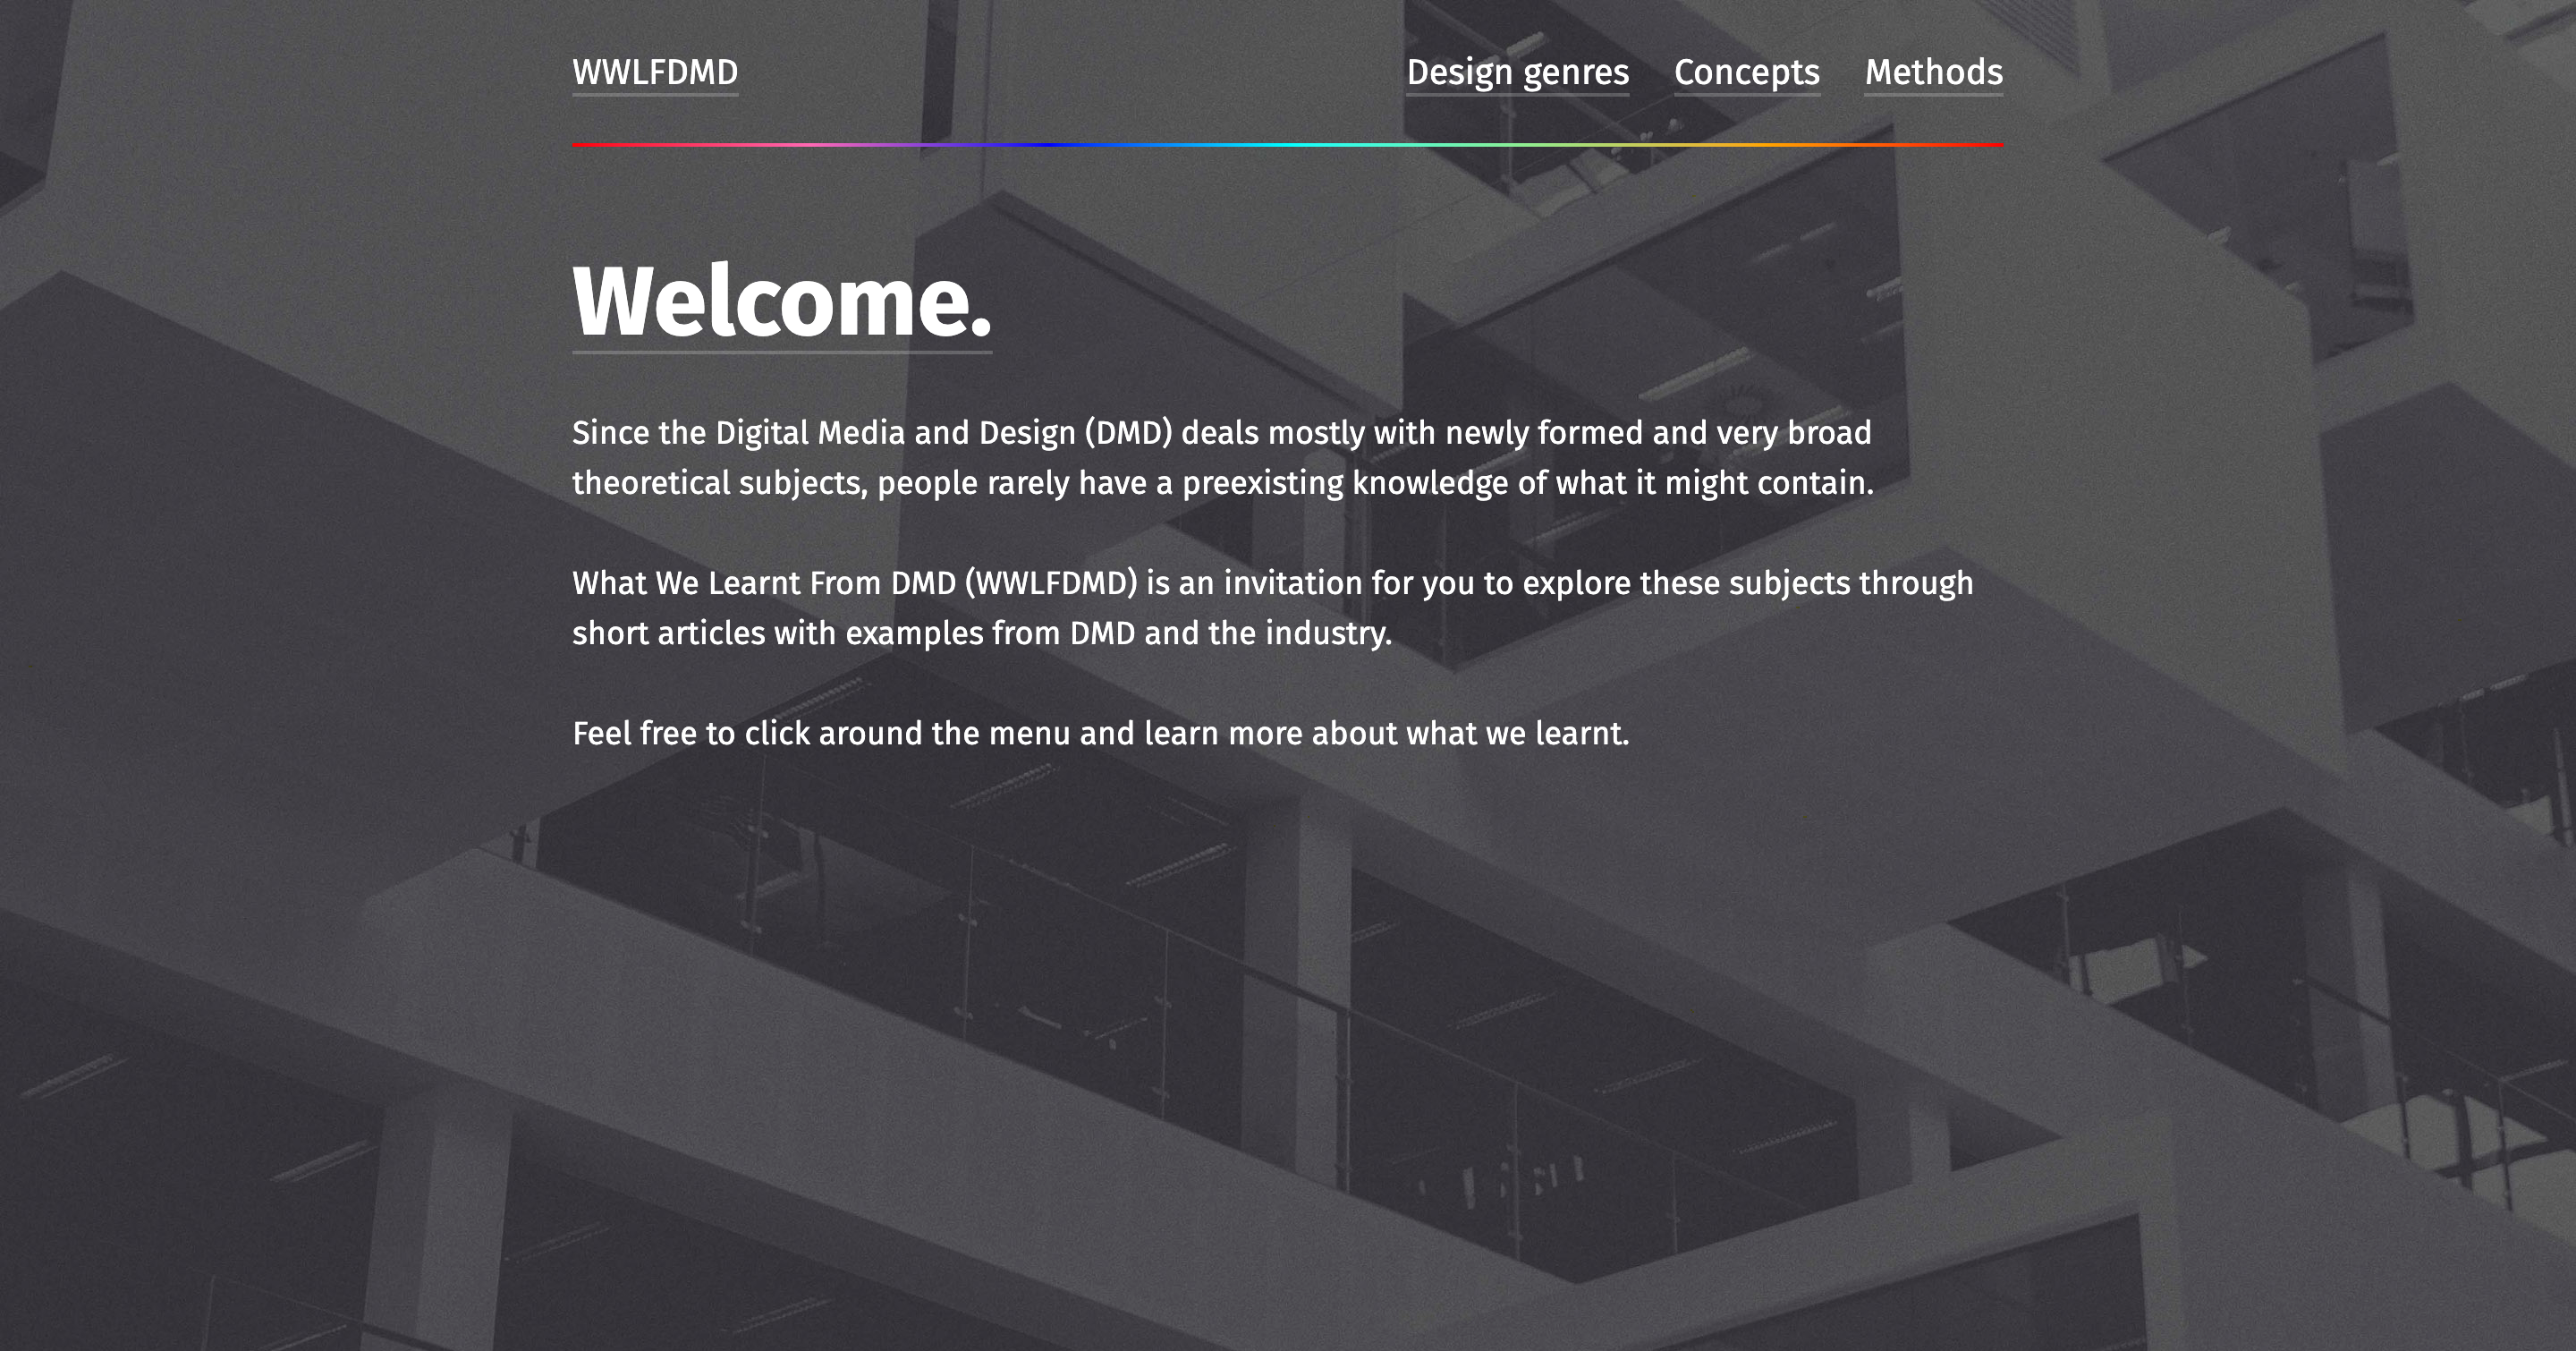 WWLFDMD
Design genres
Concepts
Methods
Welcome.
Since the Digital Media and Design (DMD) deals mostly with newly formed and very broad
theoretical subjects, people rarely have a preexisting knowledge of what it might contain.
What We Learnt From DMD (WWLFDMD) is an invitation for you to explore these subjects through
short articles with examples from DMD and the industry.
Feel free to click around the menu and learn more about what we learnt.